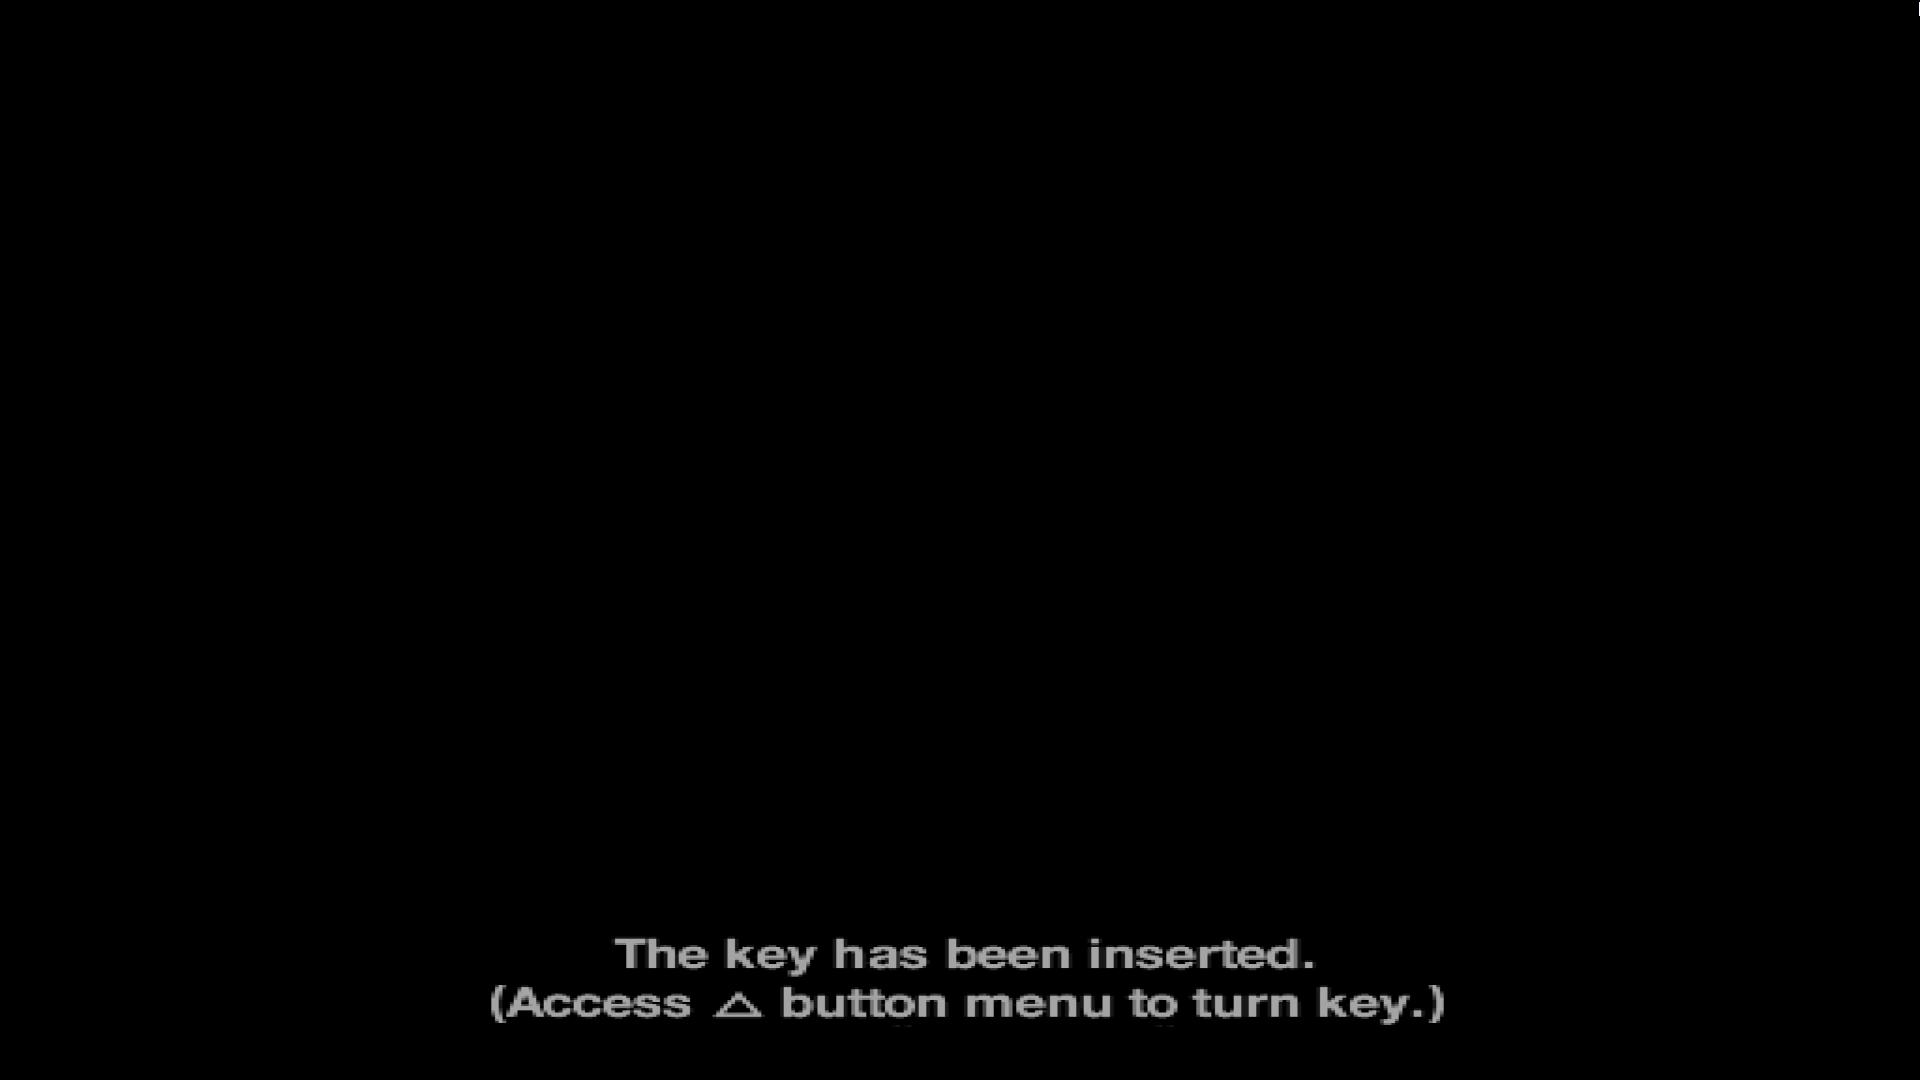 The key has been inserted.
(Access △ button menu to turn key.)